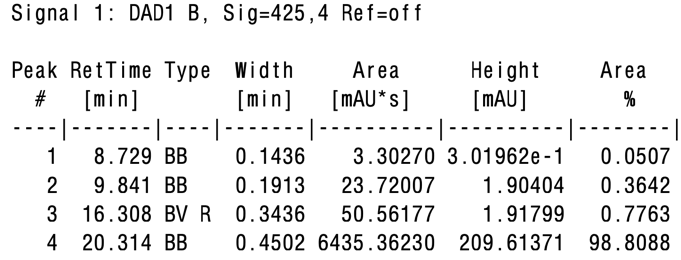 Signal 1: DAD1 B, Sig=425,4 Ref=off
Peak RetTime Type  Width     Area      Height     Area
  #   [min]        [min]   [mAU*s]     [mAU]        %
----|-------|----|-------|----------|----------|--------|
   1   8.729 BB    0.1436    3.30270 3.01962e-1   0.0507
   2   9.841 BB    0.1913   23.72007    1.90404   0.3642
   3  16.308 BV R  0.3436   50.56177    1.91799   0.7763
   4  20.314 BB    0.4502 6435.36230  209.61371  98.8088